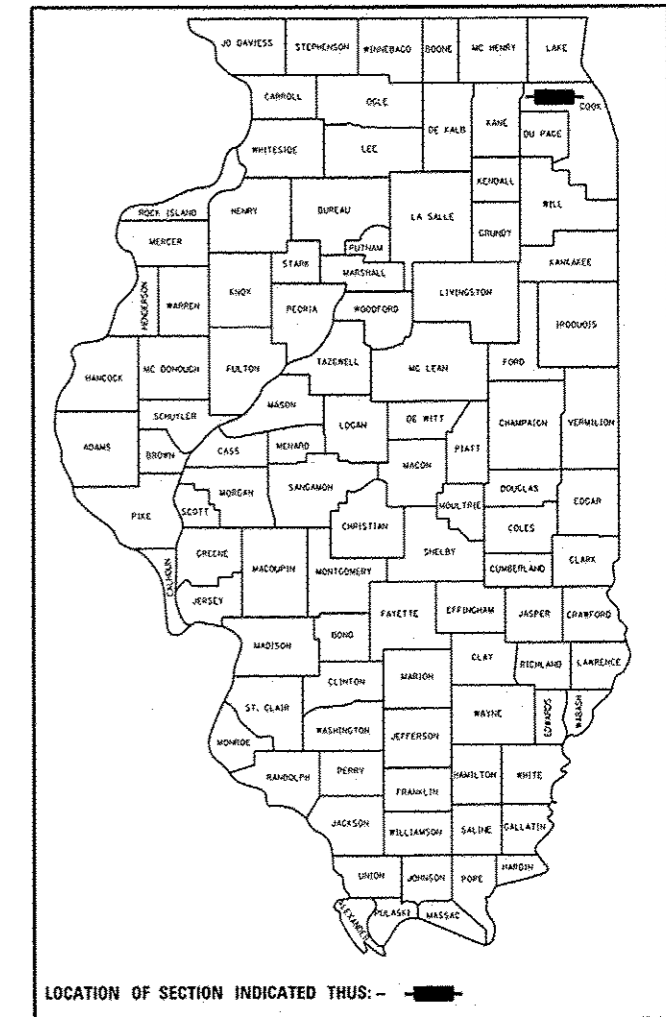 JO DAVIESS STEPHENSON WINNEBAGO BOONE MC HENRY LAKE
CARROLL OGLE DE KALB KANE COOK
DU PAGE
WHITESIDE LEE
KENDALL
ROCK ISLAND HENRY BUREAU LA SALLE WILL
MERCER PUTNAM GRUNDY
STARK MARSHALL KANKAKEE
HENDERSON WARREN KNOX PEORIA WOODFORD LIVINGSTON
IROQUOIS
HANCOCK MC DONOUGH FULTON TAZEWELL MC LEAN FORD
SCHUYLER MASON
ADAMS BROWN CASS MENARD LOGAN DE WITT PIATT CHAMPAIGN VERMILION
MACON
PIKE SCOTT MORGAN SANGAMON MOULTRIE DOUGLAS EDGAR
CHRISTIAN COLES
CALHOUN GREENE MACOUPIN MONTGOMERY SHELBY CUMBERLAND CLARK
JERSEY
FAYETTE EFFINGHAM JASPER CRAWFORD
MADISON BOND
CLAY RICHLAND LAWRENCE
CLINTON MARION
ST. CLAIR WAYNE EDWARDS WABASH
MONROE WASHINGTON JEFFERSON
RANDOLPH PERRY HAMILTON WHITE
FRANKLIN
JACKSON WILLIAMSON SALINE GALLATIN
UNION JOHNSON POPE HARDIN
ALEXANDER PULASKI MASSAC
LOCATION OF SECTION INDICATED THUS: -